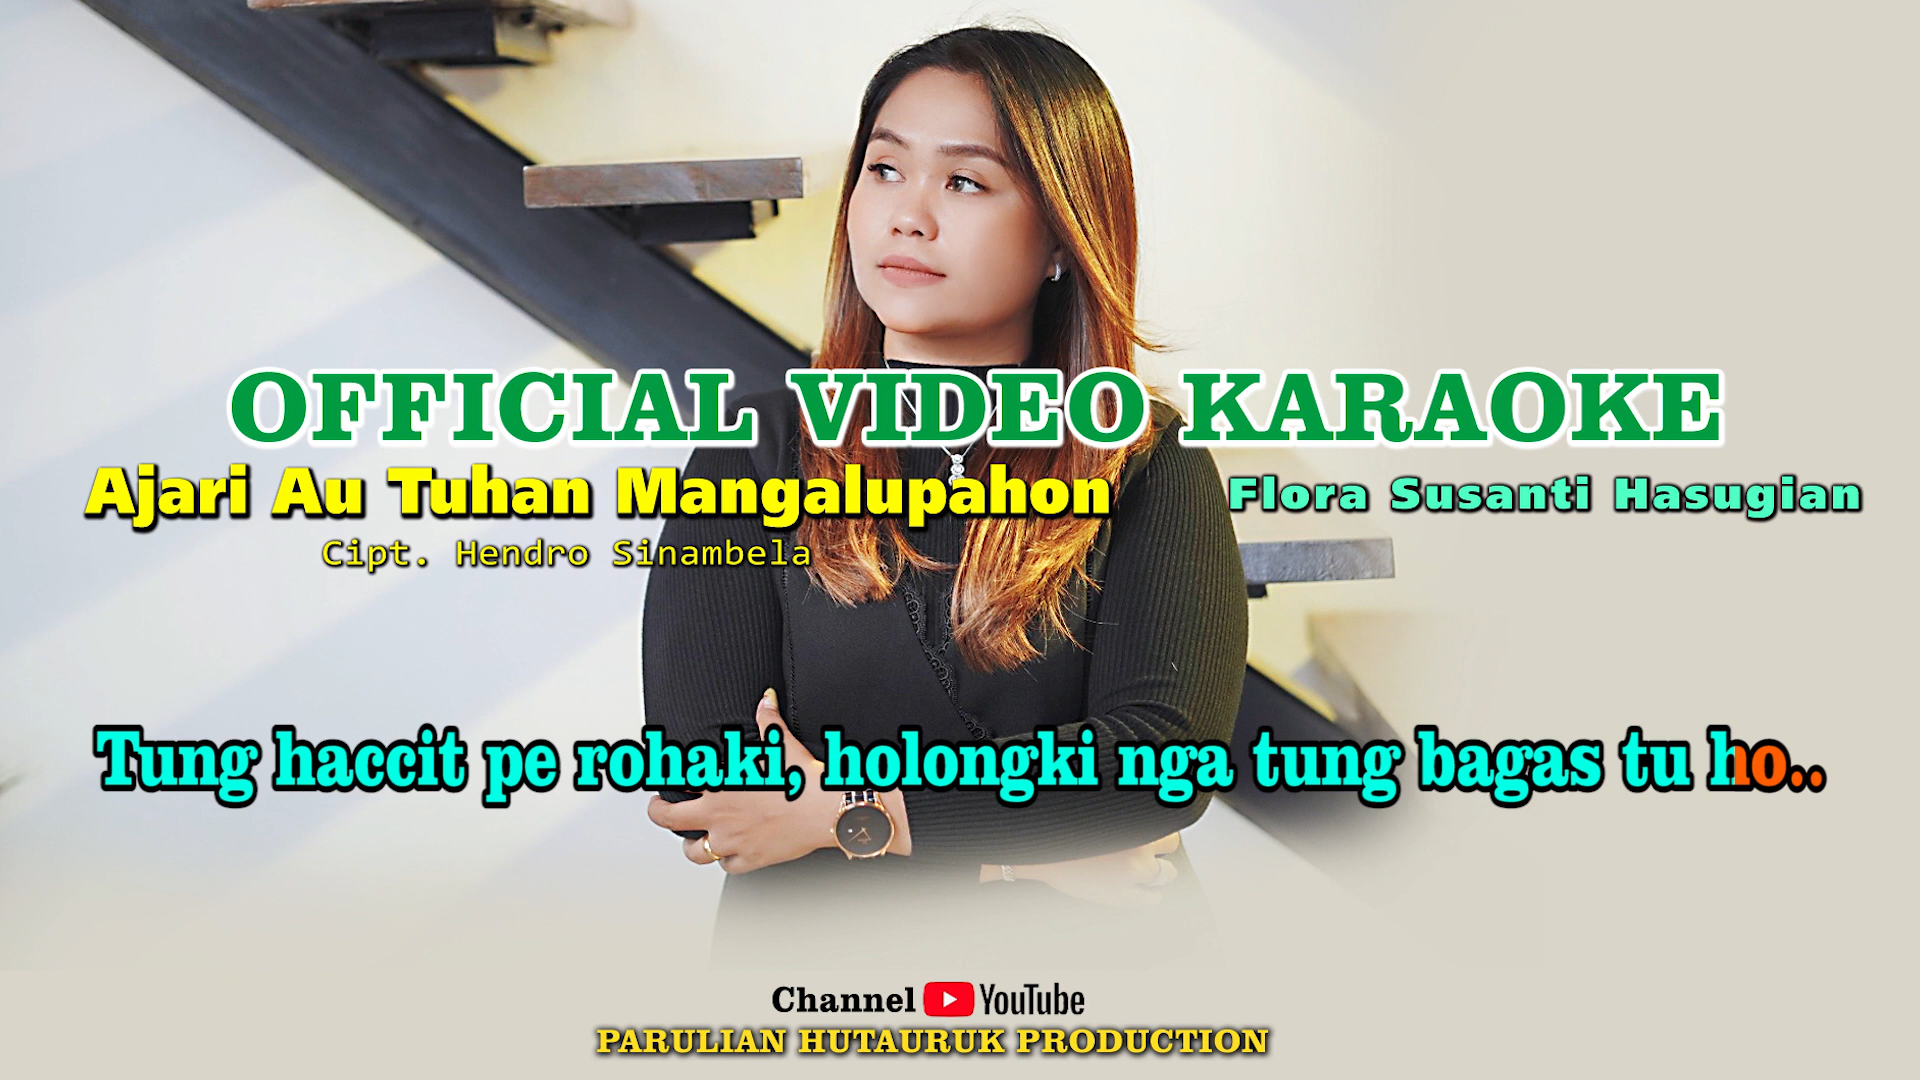 OFFICIAL VIDEO KARAOKE
Ajari Au Tuhan Mangalupahon
Flora Susanti Hasugian
Cipt. Hendro Sinambela
Tung haccit pe rohaki, holongki nga tung bagas tu ho..
Channel YouTube
PARULIAN HUTAURUK PRODUCTION